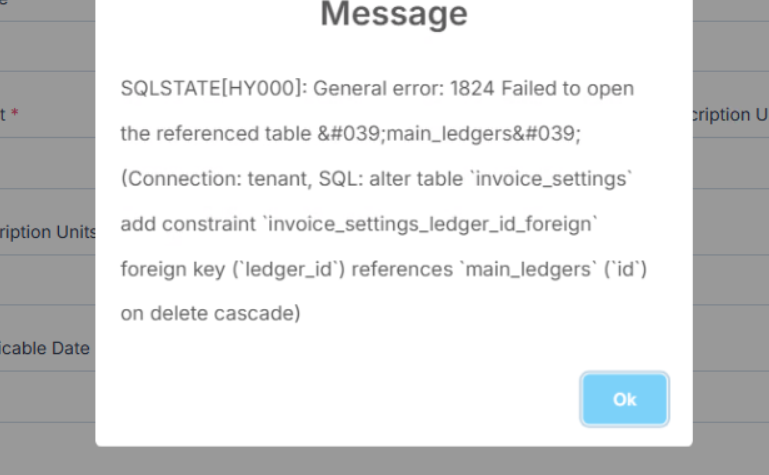 Message
SQLSTATE[HY000]: General error: 1824 Failed to open
the referenced table &#039;main_ledgers&#039;
(Connection: tenant, SQL: alter table `invoice_settings`
add constraint `invoice_settings_ledger_id_foreign`
foreign key (`ledger_id`) references `main_ledgers` (`id`)
on delete cascade)
Ok
t *
cription U
ription Units
icable Date